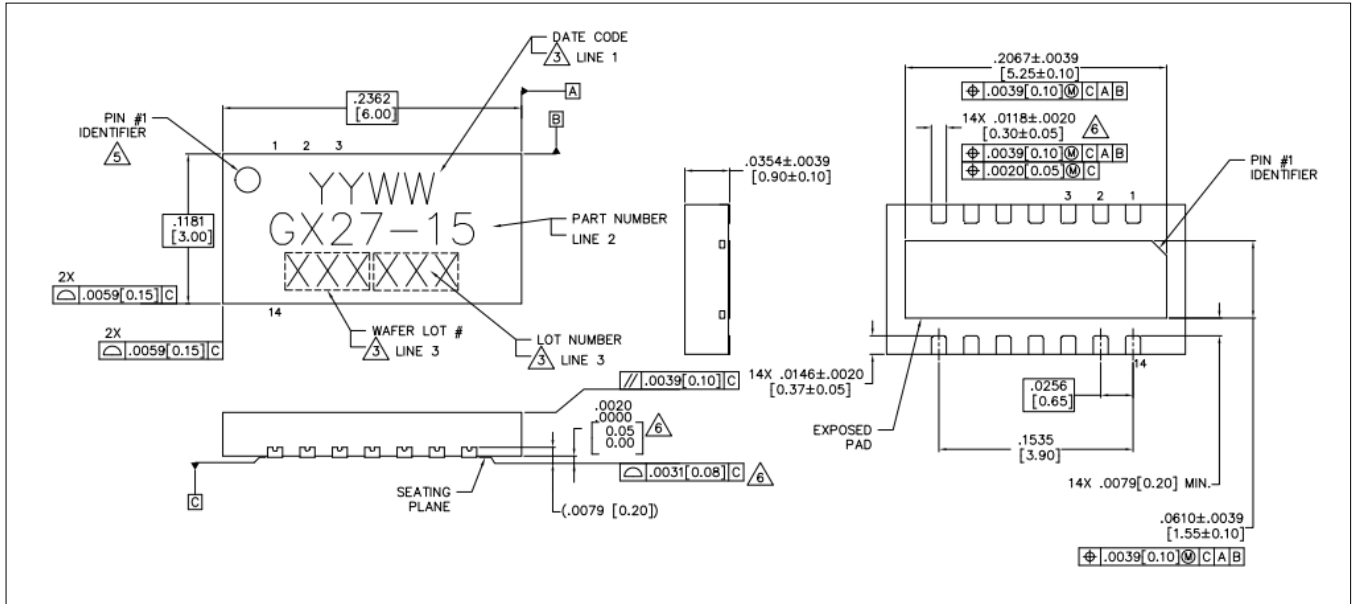 DATE CODE
3 LINE 1
.2362
[6.00]
A
B
PIN #1
IDENTIFIER
5
1 2 3
YYWW
GX27-15
XXX XXX
PART NUMBER
LINE 2
.1181
[3.00]
2X
⌓ .0059[0.15] C
2X
⌓ .0059[0.15] C
14
WAFER LOT #
3 LINE 3
LOT NUMBER
3 LINE 3
// .0039[0.10] C
.0020
.0000
[0.05
0.00]
6
⌓ .0031[0.08] C
6
(.0079 [0.20])
SEATING
PLANE
C
.0354±.0039
[0.90±0.10]
.2067±.0039
[5.25±0.10]
⌖ .0039[0.10]Ⓜ C A B
14X .0118±.0020
[0.30±0.05]
6
⌖ .0039[0.10]Ⓜ C A B
⌖ .0020[0.05]Ⓜ C
PIN #1
IDENTIFIER
3 2 1
14
14X .0146±.0020
[0.37±0.05]
.0256
[0.65]
EXPOSED
PAD
.1535
[3.90]
14X .0079[0.20] MIN.
.0610±.0039
[1.55±0.10]
⌖ .0039[0.10]Ⓜ C A B